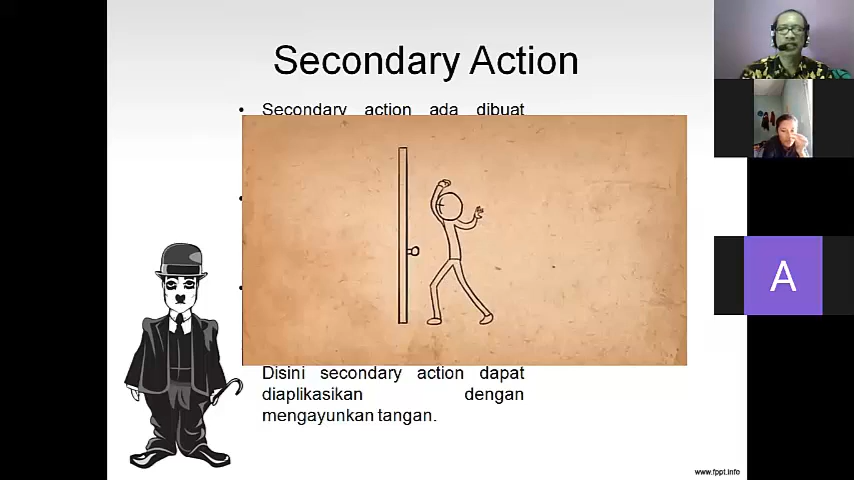 Secondary Action
• Secondary action ada dibuat
•
•
Disini secondary action dapat
diaplikasikan dengan
mengayunkan tangan.
www.fppt.info
A